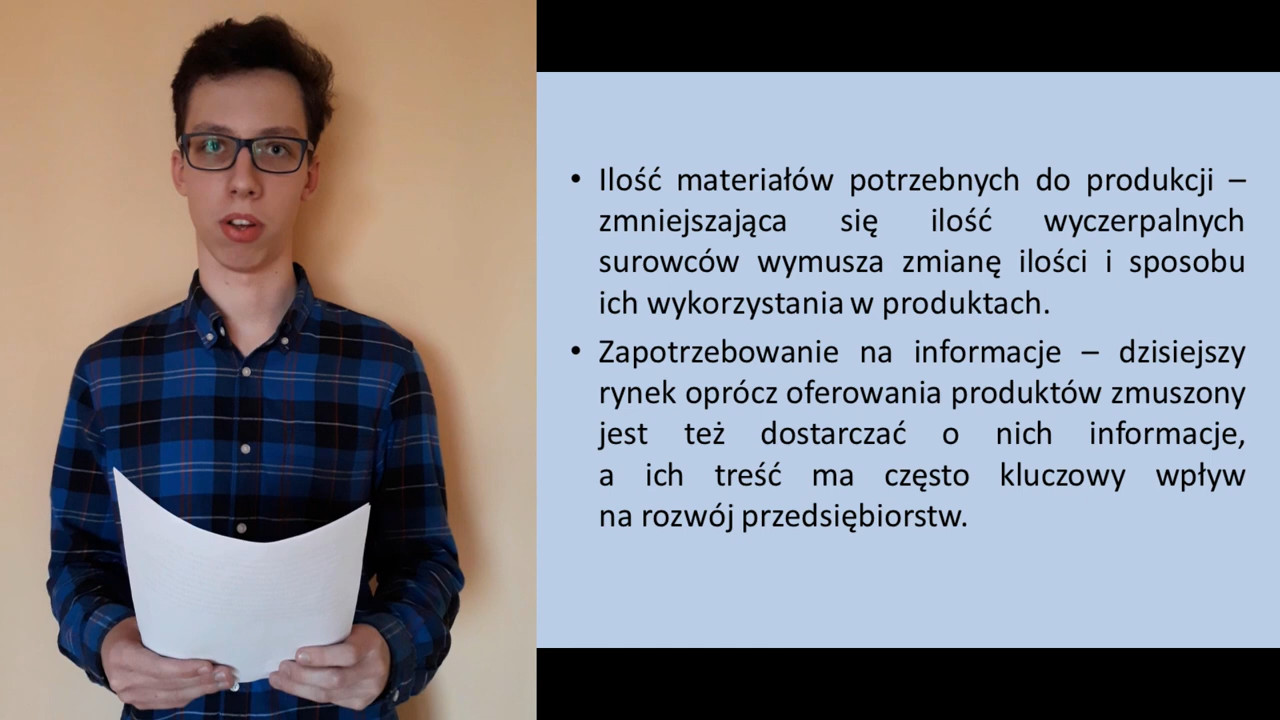 • Ilość materiałów potrzebnych do produkcji –
zmniejszająca się ilość wyczerpalnych
surowców wymusza zmianę ilości i sposobu
ich wykorzystania w produktach.
• Zapotrzebowanie na informacje – dzisiejszy
rynek oprócz oferowania produktów zmuszony
jest też dostarczać o nich informacje,
a ich treść ma często kluczowy wpływ
na rozwój przedsiębiorstw.